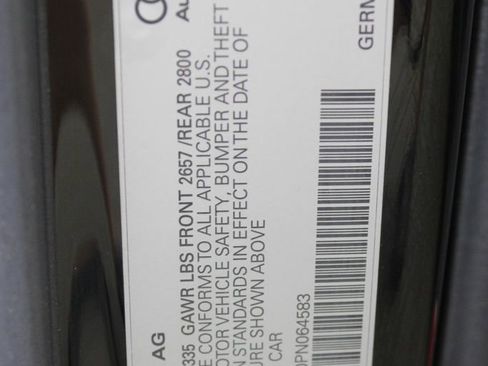 AG Au
335 GAWR LBS FRONT 2657/REAR 2800
E CONFORMS TO ALL APPLICABLE U.S.
OTOR VEHICLE SAFETY, BUMPER AND THEFT
N STANDARDS IN EFFECT ON THE DATE OF
URE SHOWN ABOVE
CAR
PN064583
GERM